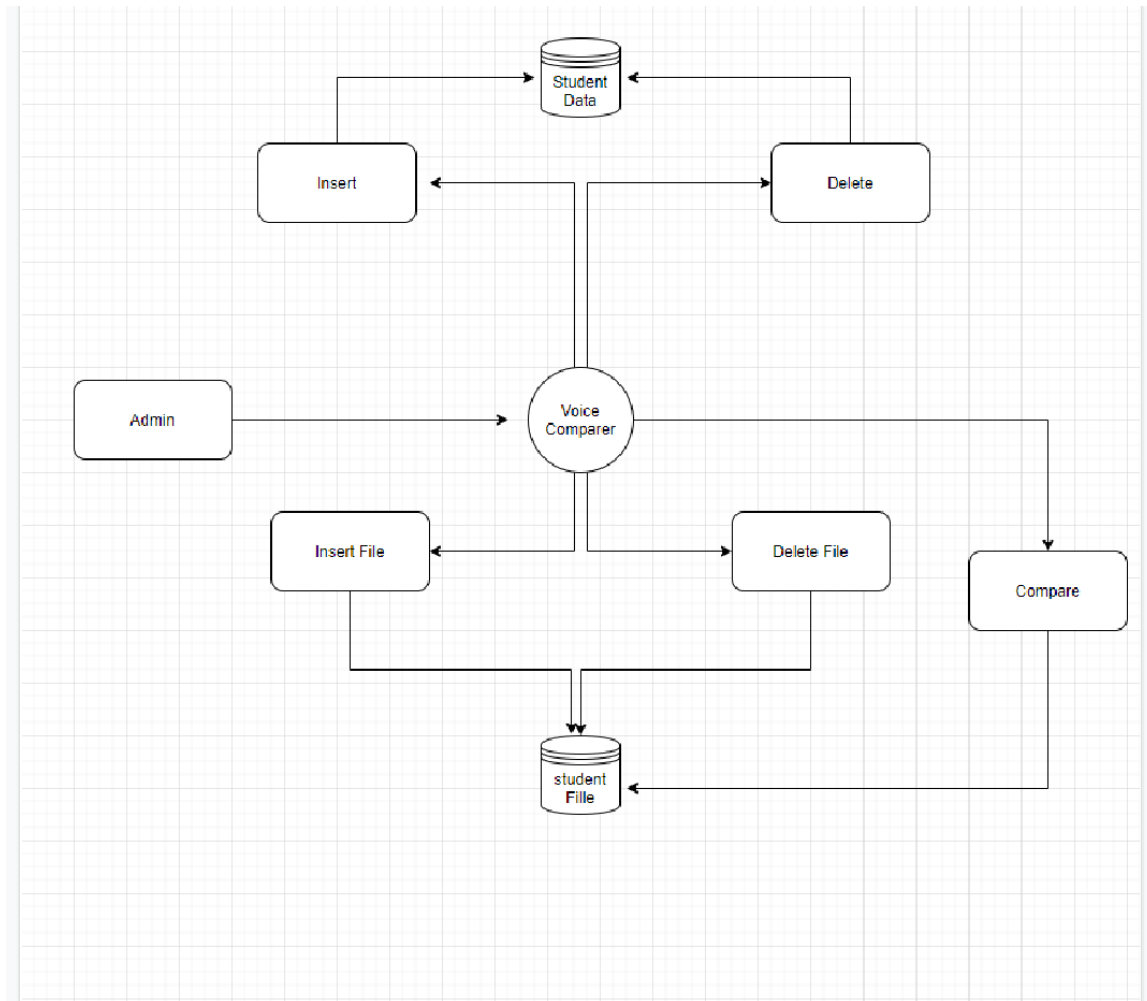 Student
Data
Insert
Delete
Admin
Voice
Comparer
Insert File
Delete File
Compare
student
Fille